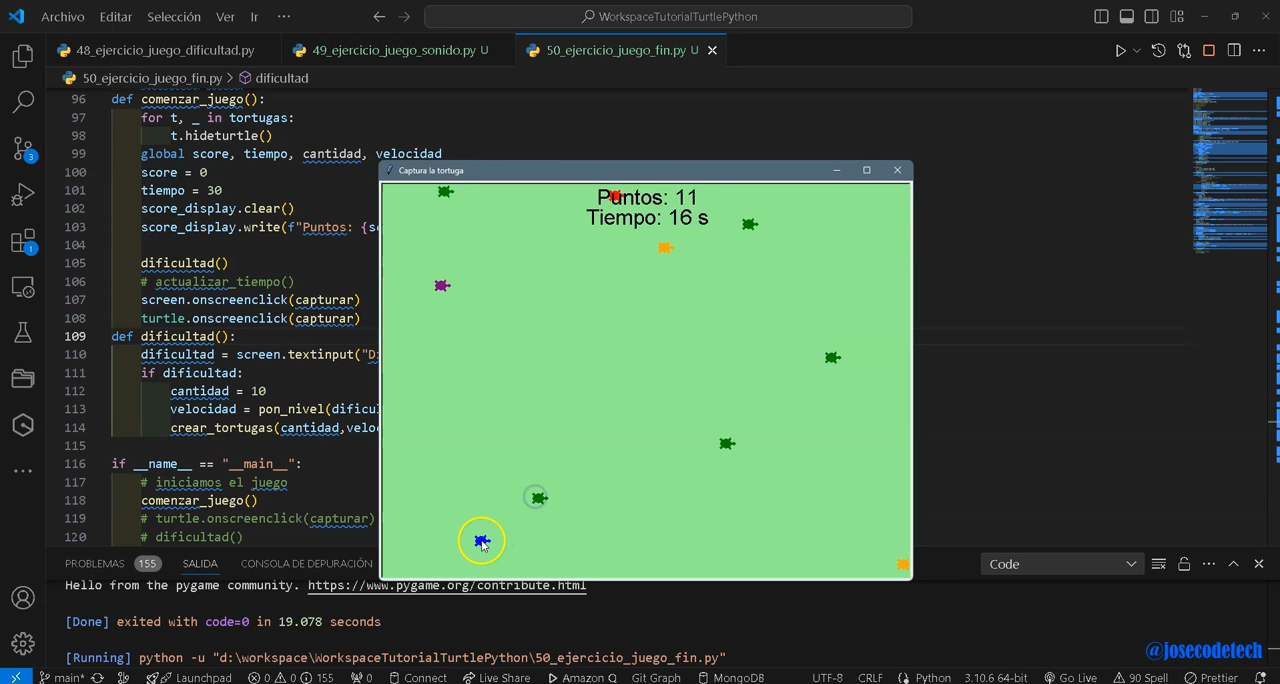 Archivo Editar Selección Ver Ir ··· WorkspaceTutorialTurtlePython
48_ejercicio_juego_dificultad.py 49_ejercicio_juego_sonido.py U 50_ejercicio_juego_fin.py U
50_ejercicio_juego_fin.py > dificultad
96 def comenzar_juego():
97 for t, _ in tortugas:
98 t.hideturtle()
99 global score, tiempo, cantidad, velocidad
100 score = 0
101 tiempo = 30
102 score_display.clear()
103 score_display.write(f"Puntos: {sc
104
105 dificultad()
106 # actualizar_tiempo()
107 screen.onscreenclick(capturar)
108 turtle.onscreenclick(capturar)
109 def dificultad():
110 dificultad = screen.textinput("Di
111 if dificultad:
112 cantidad = 10
113 velocidad = pon_nivel(dificul
114 crear_tortugas(cantidad,velo
115
116 if __name__ == "__main__":
117 # iniciamos el juego
118 comenzar_juego()
119 # turtle.onscreenclick(capturar)
120 # dificultad()
Captura la tortuga
Puntos: 11
Tiempo: 16 s
3
1
PROBLEMAS 155 SALIDA CONSOLA DE DEPURACIÓN Code
Hello from the pygame community. https://www.pygame.org/contribute.html
[Done] exited with code=0 in 19.078 seconds
[Running] python -u "d:\workspace\WorkspaceTutorialTurtlePython\50_ejercicio_juego_fin.py"
@josecodetech
main* Launchpad 0 0 155 0 Connect Live Share Amazon Q Git Graph MongoDB UTF-8 CRLF Python 3.10.6 64-bit Go Live 90 Spell Prettier